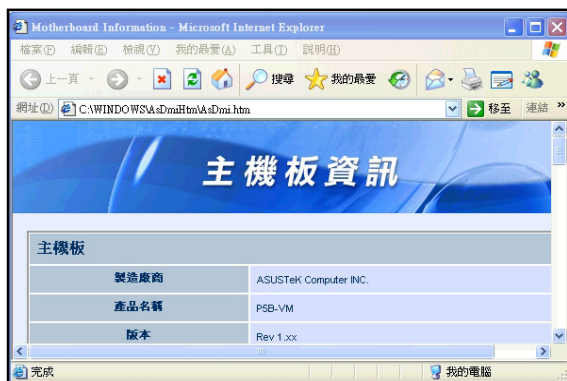 Motherboard Information - Microsoft Internet Explorer
檔案(F) 編輯(E) 檢視(V) 我的最愛(A) 工具(T) 說明(H)
上一頁 搜尋 我的最愛
網址(D) C:\WINDOWS\AsDmiHtm\AsDmi.htm 移至 連結 »
主機板資訊
主機板
製造廠商 ASUSTeK Computer INC.
產品名稱 P5B-VM
版本 Rev 1.xx
完成 我的電腦